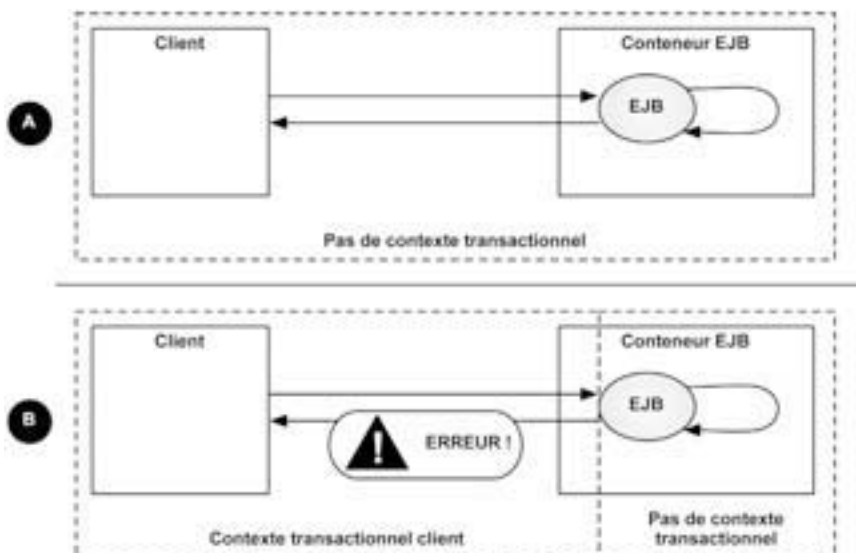 Client
Conteneur EJB
A
EJB
Pas de contexte transactionnel
Client
Conteneur EJB
B
EJB
!
ERREUR !
Contexte transactionnel client
Pas de contexte
transactionnel